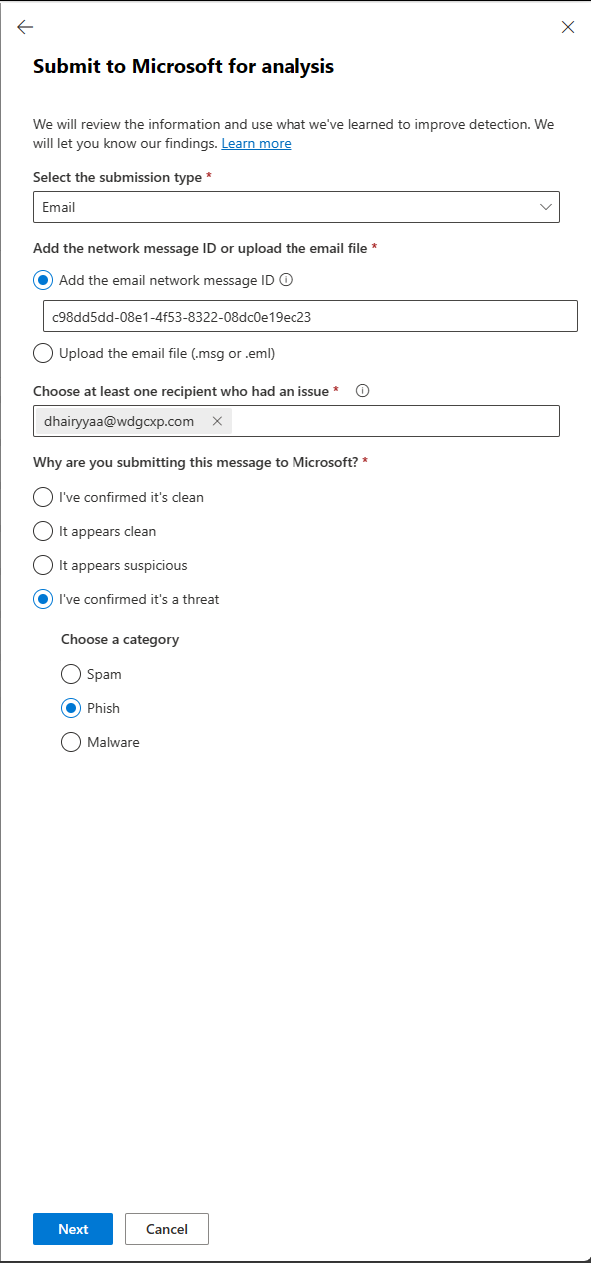 Submit to Microsoft for analysis
We will review the information and use what we've learned to improve detection. We
will let you know our findings. Learn more
Select the submission type *
Email
Add the network message ID or upload the email file *
Add the email network message ID
c98dd5dd-08e1-4f53-8322-08dc0e19ec23
Upload the email file (.msg or .eml)
Choose at least one recipient who had an issue *
dhairyyaa@wdgcxp.com
Why are you submitting this message to Microsoft? *
I've confirmed it's clean
It appears clean
It appears suspicious
I've confirmed it's a threat
Choose a category
Spam
Phish
Malware
Next Cancel